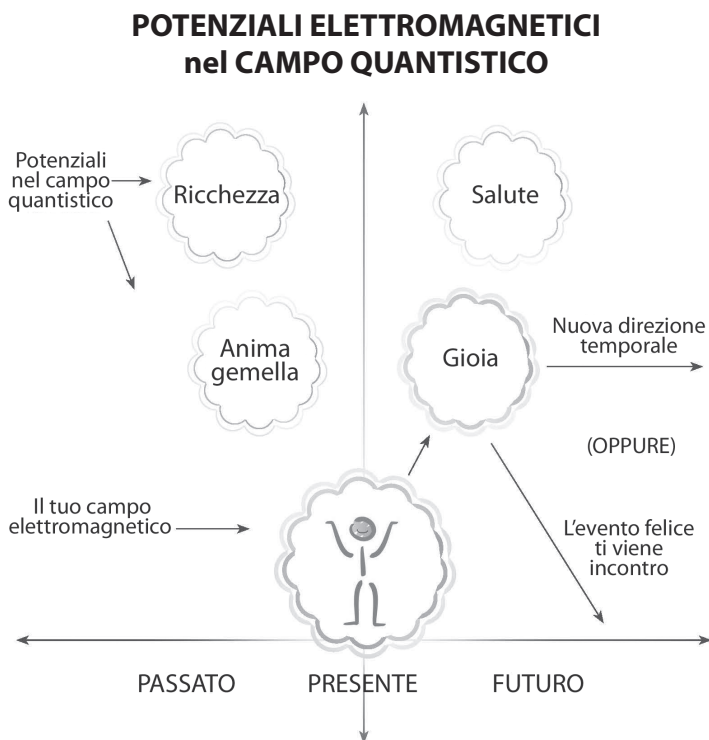 POTENZIALI ELETTROMAGNETICI
nel CAMPO QUANTISTICO
Potenziali
nel campo
quantistico
Ricchezza
Salute
Anima
gemella
Gioia
Nuova direzione
temporale
(OPPURE)
Il tuo campo
elettromagnetico
L'evento felice
ti viene
incontro
PASSATO
PRESENTE
FUTURO